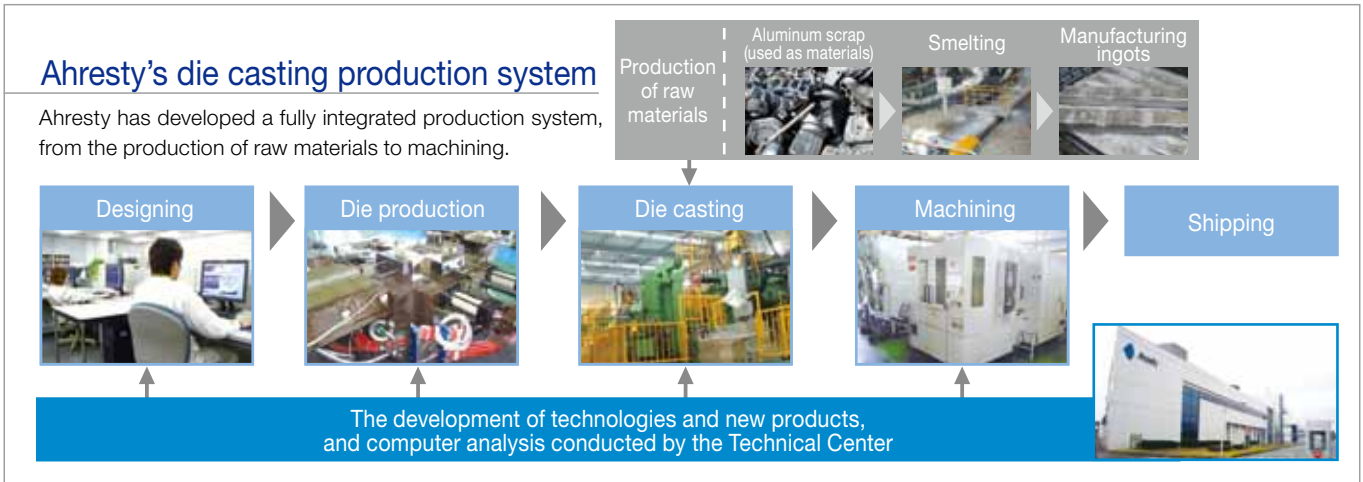 Ahresty's die casting production system
Ahresty has developed a fully integrated production system,
from the production of raw materials to machining.
Production
of raw
materials
Aluminum scrap
(used as materials)
Smelting
Manufacturing
ingots
Designing
Die production
Die casting
Machining
Shipping
The development of technologies and new products,
and computer analysis conducted by the Technical Center
Ahresty